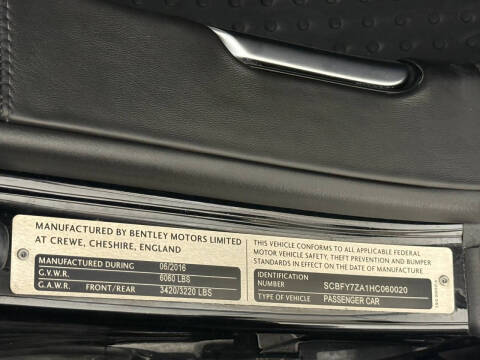 MANUFACTURED BY BENTLEY MOTORS LIMITED
AT CREWE, CHESHIRE, ENGLAND
MANUFACTURED DURING 06/2016
G.V.W.R. 6060 LBS
G.A.W.R. FRONT/REAR 3420/3220 LBS
THIS VEHICLE CONFORMS TO ALL APPLICABLE FEDERAL
MOTOR VEHICLE SAFETY, THEFT PREVENTION AND BUMPER
STANDARDS IN EFFECT ON THE DATE OF MANUFACTURE
IDENTIFICATION
NUMBER SCBFY7ZA1HC060020
TYPE OF VEHICLE PASSENGER CAR